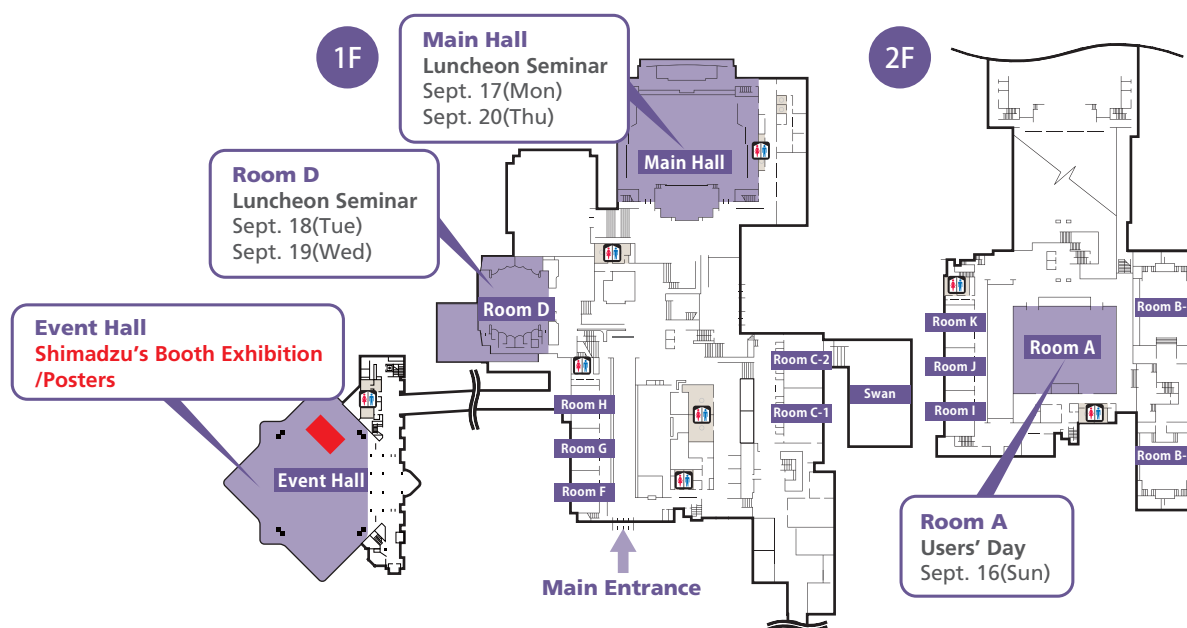 1F
Main Hall
Luncheon Seminar
Sept. 17(Mon)
Sept. 20(Thu)
Main Hall
Room D
Luncheon Seminar
Sept. 18(Tue)
Sept. 19(Wed)
Room D
Event Hall
Shimadzu's Booth Exhibition
/Posters
Event Hall
Room H
Room G
Room F
Room C-2
Room C-1
Swan
Main Entrance
2F
Room K
Room J
Room I
Room A
Room B-
Room B-
Room A
Users' Day
Sept. 16(Sun)